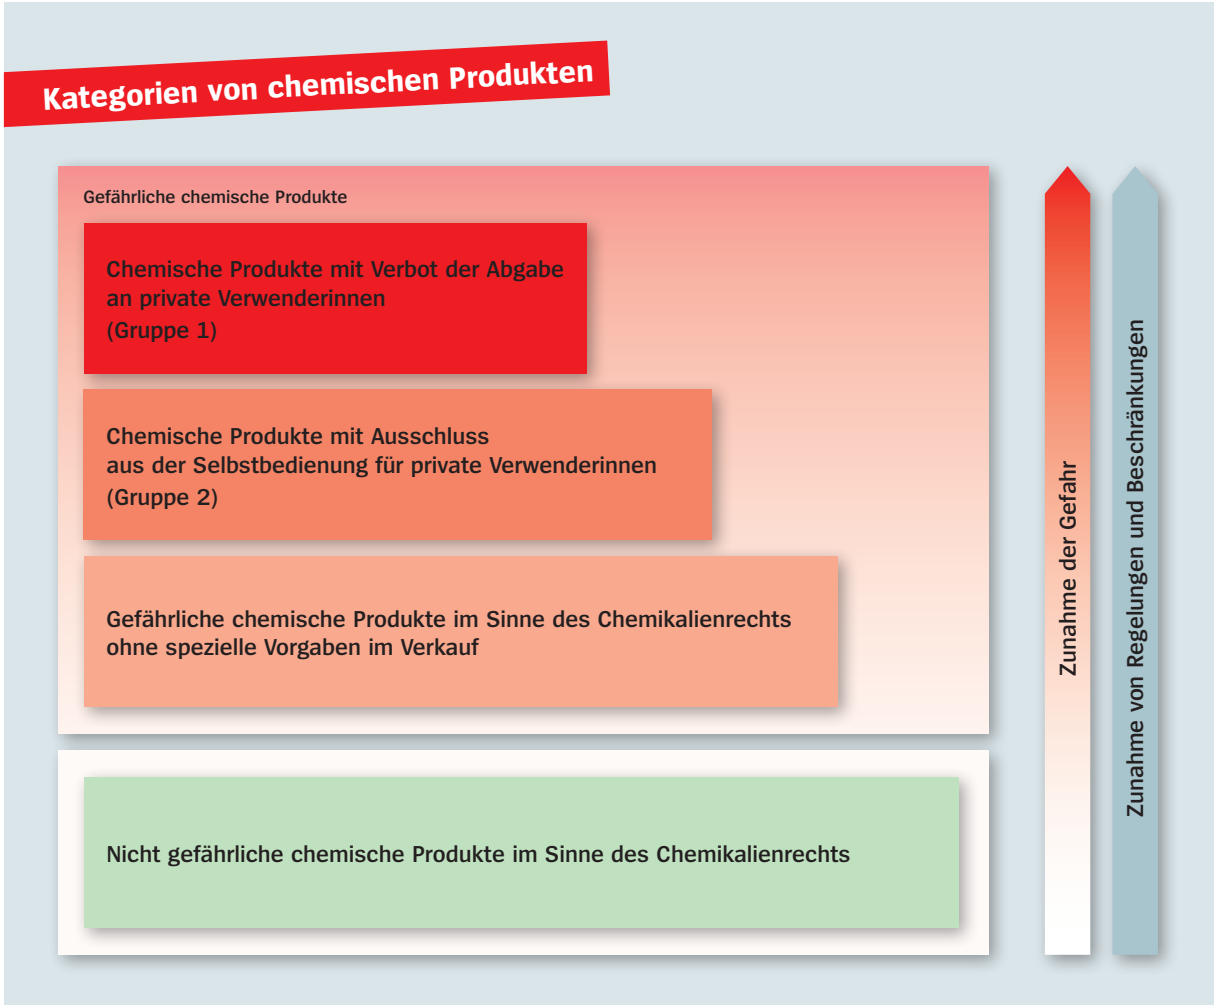 Kategorien von chemischen Produkten
Gefährliche chemische Produkte
Chemische Produkte mit Verbot der Abgabe
an private Verwenderinnen
(Gruppe 1)
Chemische Produkte mit Ausschluss
aus der Selbstbedienung für private Verwenderinnen
(Gruppe 2)
Gefährliche chemische Produkte im Sinne des Chemikalienrechts
ohne spezielle Vorgaben im Verkauf
Nicht gefährliche chemische Produkte im Sinne des Chemikalienrechts
Zunahme der Gefahr
Zunahme von Regelungen und Beschränkungen